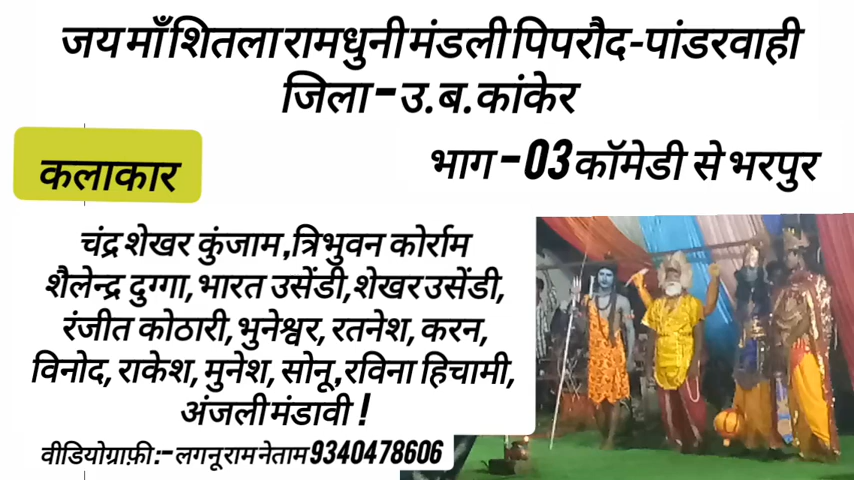 जय माँ शितला रामधुनी मंडली पिपरौद-पांडरवाही
जिला-उ.ब.कांकेर
कलाकार
भाग-03 कॉमेडी से भरपुर
चंद्र शेखर कुंजाम,त्रिभुवन कोर्राम
शैलेन्द्र दुग्गा,भारत उसेंडी,शेखर उसेंडी,
रंजीत कोठारी,भुनेश्वर, रतनेश, करन,
विनोद, राकेश, मुनेश, सोनू,रविना हिचामी,
अंजली मंडावी !
वीडियोग्राफ़ी:-लगनू राम नेताम 9340478606